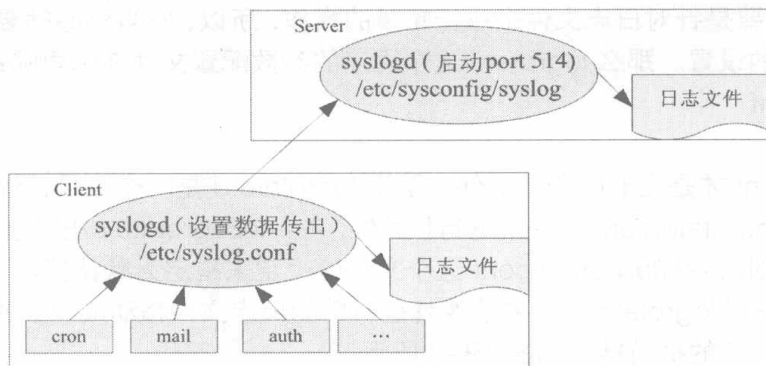 Server
syslogd ( 启动port 514)
/etc/sysconfig/syslog
日志文件
Client
syslogd (设置数据传出)
/etc/syslog.conf
日志文件
cron
mail
auth
…